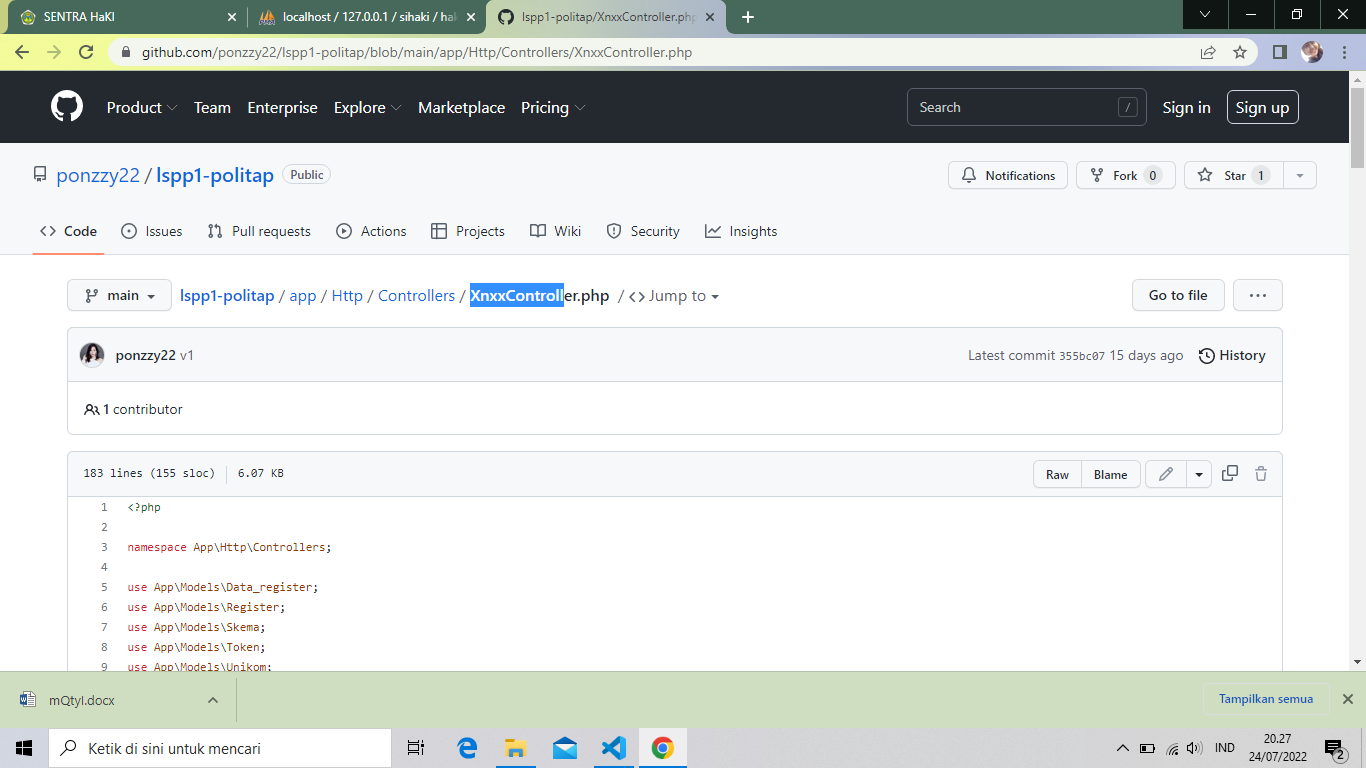 SENTRA HaKI
localhost / 127.0.0.1 / sihaki / hak
lspp1-politap/XnxxController.php
github.com/ponzzy22/lspp1-politap/blob/main/app/Http/Controllers/XnxxController.php
Product Team Enterprise Explore Marketplace Pricing Search / Sign in Sign up
ponzzy22 / lspp1-politap Public Notifications Fork 0 Star 1
Code Issues Pull requests Actions Projects Wiki Security Insights
main lspp1-politap / app / Http / Controllers / XnxxController.php / <> Jump to Go to file ...
ponzzy22 v1 Latest commit 355bc07 15 days ago History
1 contributor
183 lines (155 sloc) 6.07 KB Raw Blame
1 <?php
2
3 namespace App\Http\Controllers;
4
5 use App\Models\Data_register;
6 use App\Models\Register;
7 use App\Models\Skema;
8 use App\Models\Token;
9 use App\Models\Unikom;
mQtyI.docx Tampilkan semua
Ketik di sini untuk mencari IND 20.27
24/07/2022 2